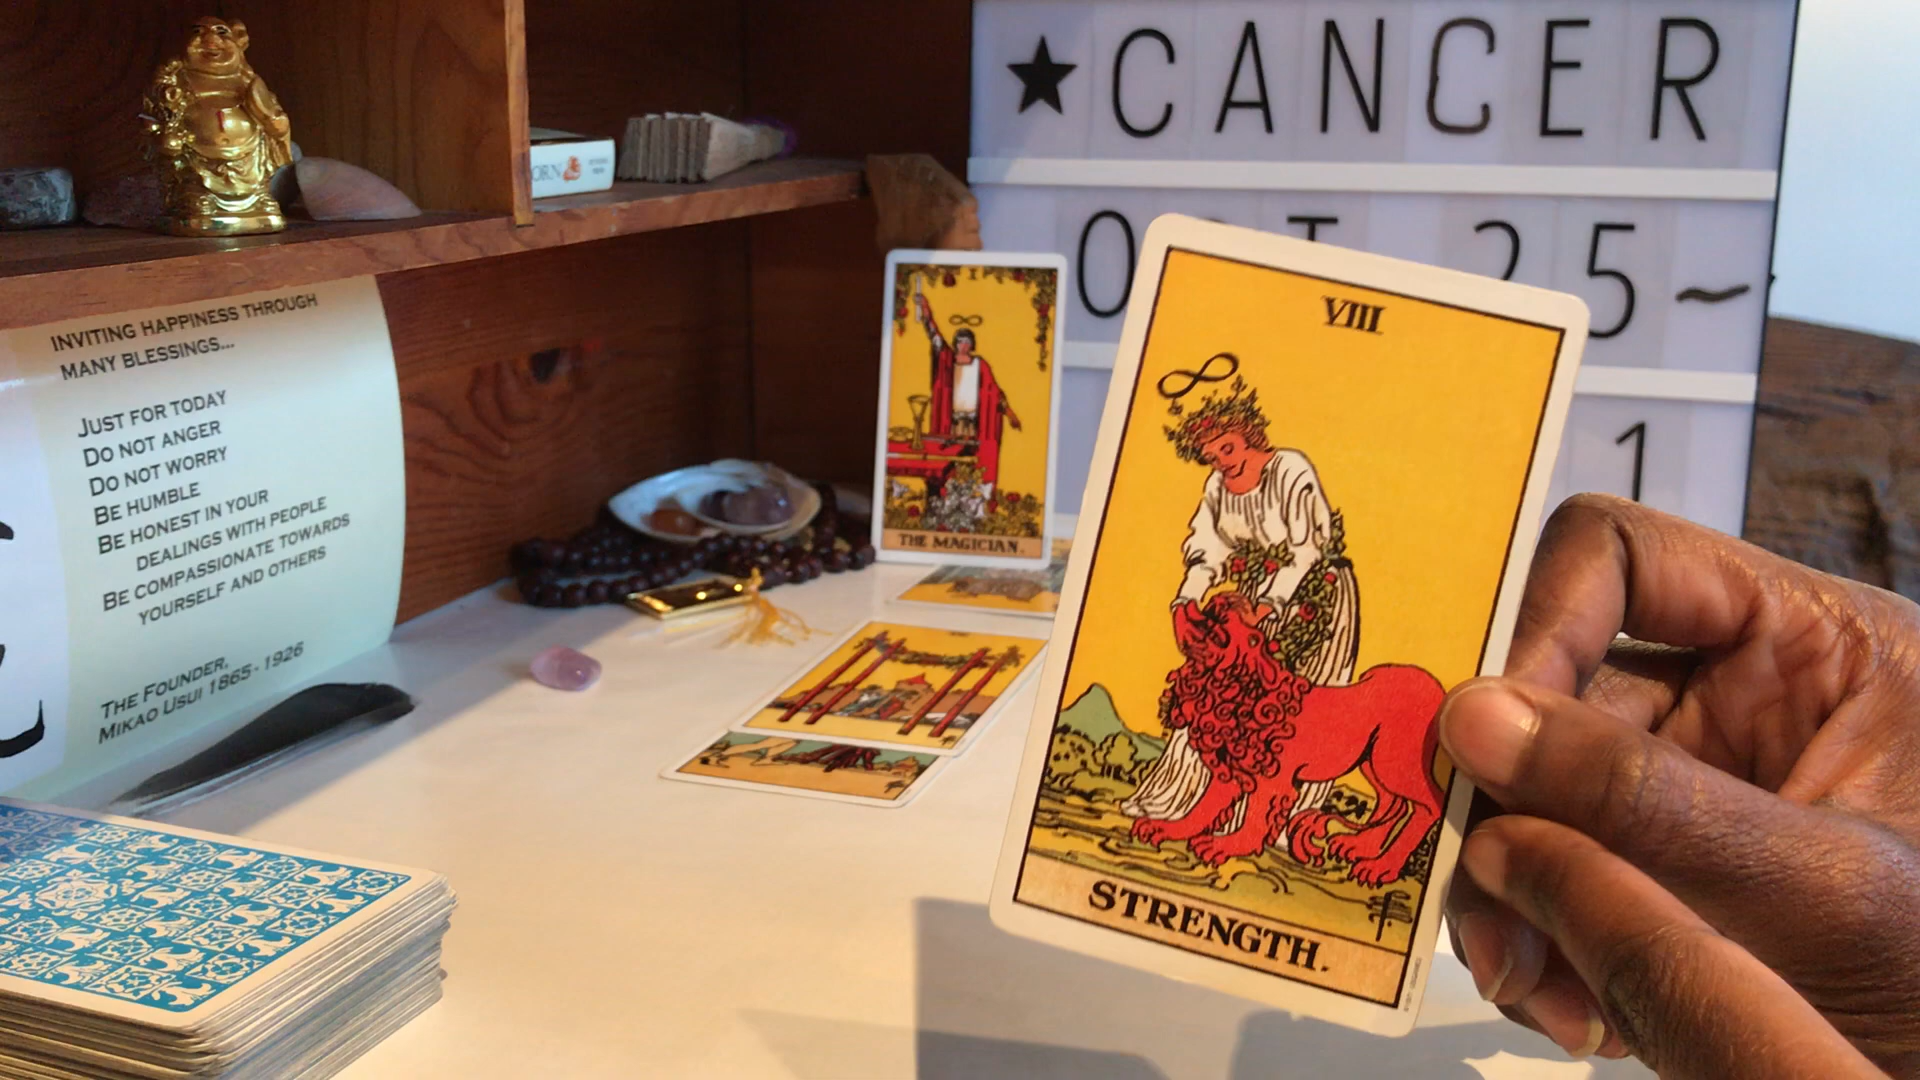 INVITING HAPPINESS THROUGH
MANY BLESSINGS...
JUST FOR TODAY
DO NOT ANGER
DO NOT WORRY
BE HUMBLE
BE HONEST IN YOUR
DEALINGS WITH PEOPLE
BE COMPASSIONATE TOWARDS
YOURSELF AND OTHERS
THE FOUNDER,
MIKAO USUI 1865-1926
★CANCER
25~
1
I
THE MAGICIAN.
VIII
STRENGTH.